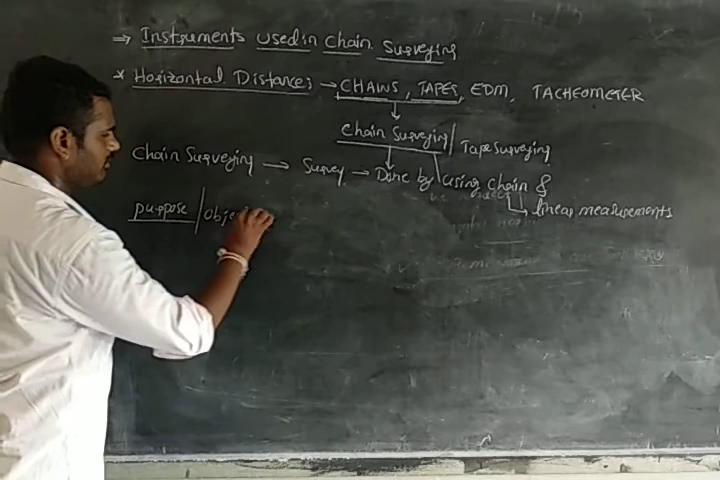 ⇒ Instruments used in Chain Surveying
* Horizontal Distances → CHAINS, TAPES, EDM, TACHEOMETER
Chain Surveying / Tape Surveying
Chain Surveying → Survey → Done by using chain &
linear measurements
purpose / Obje